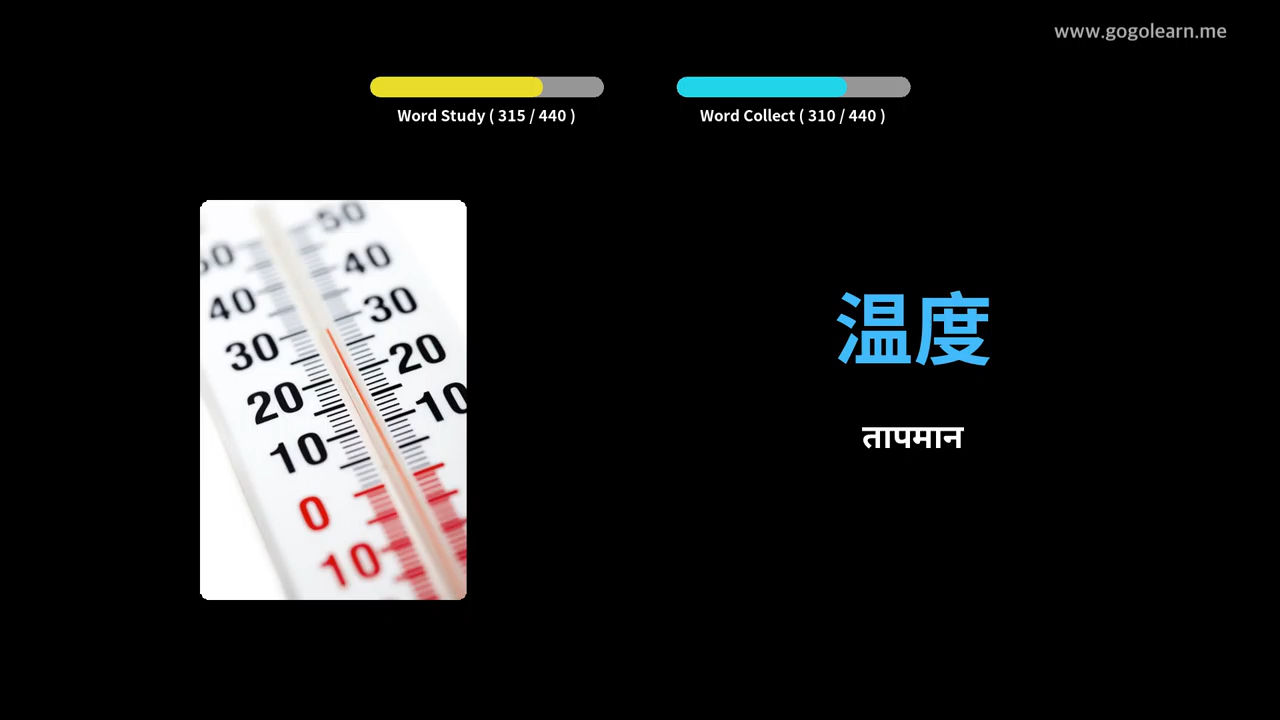 www.gogolearn.me
Word Study ( 315 / 440 )
Word Collect ( 310 / 440 )
50
40
40
30
30
20
20
10
10
0
10
温度
तापमान